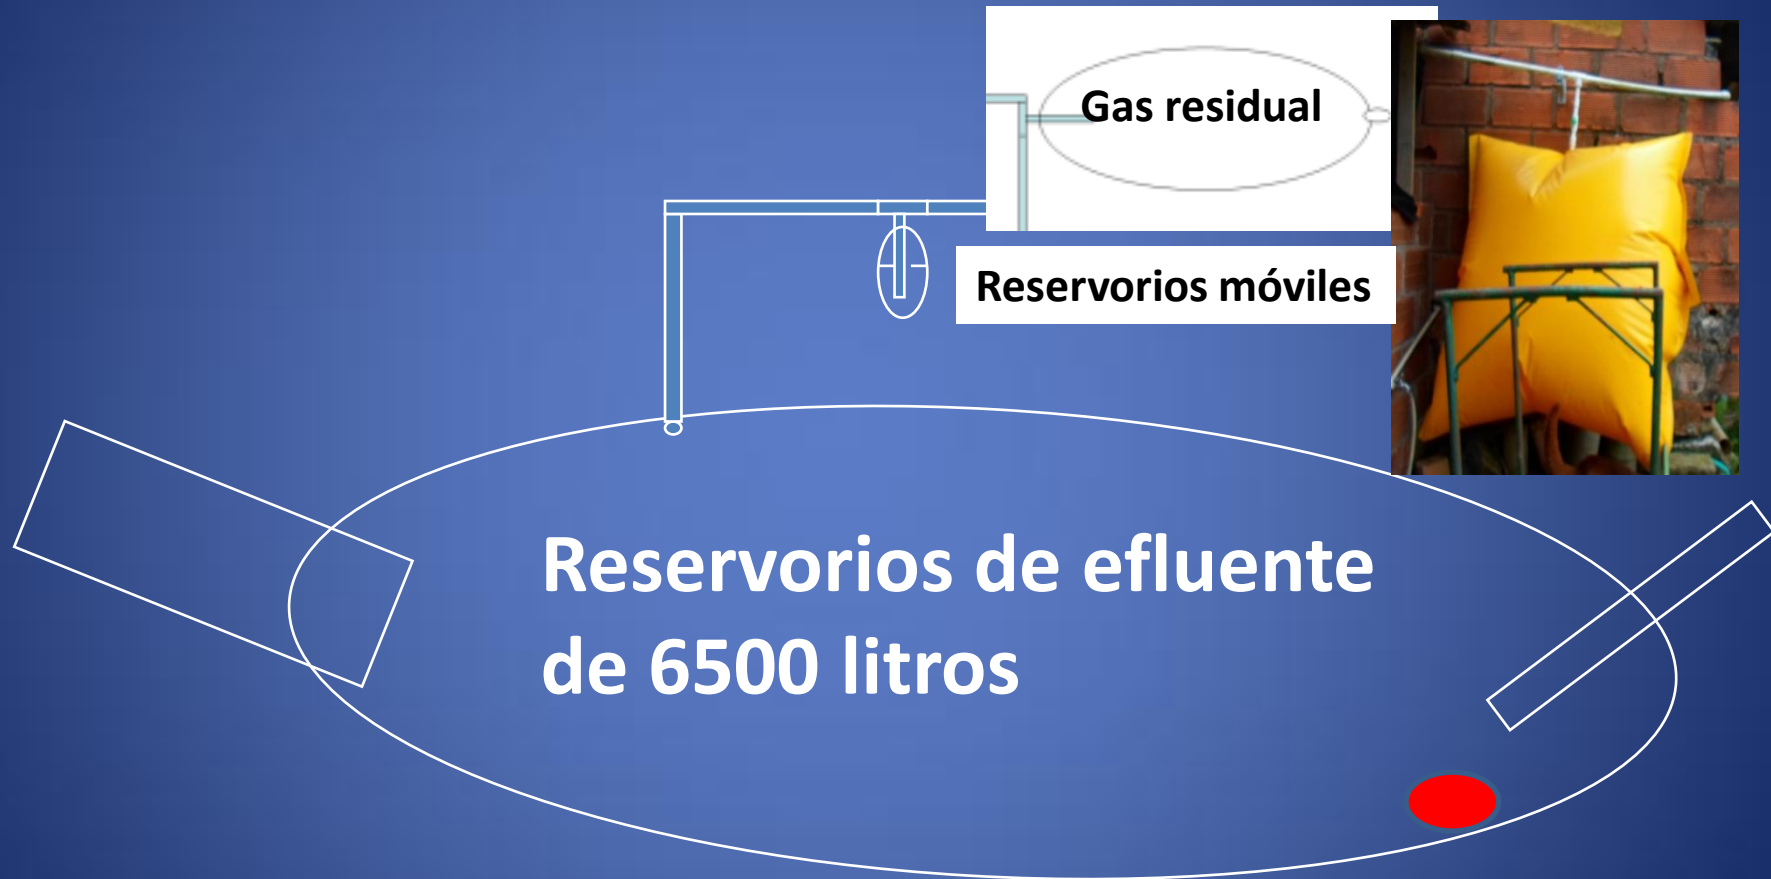 Gas residual
Reservorios móviles
Reservorios de efluente
de 6500 litros